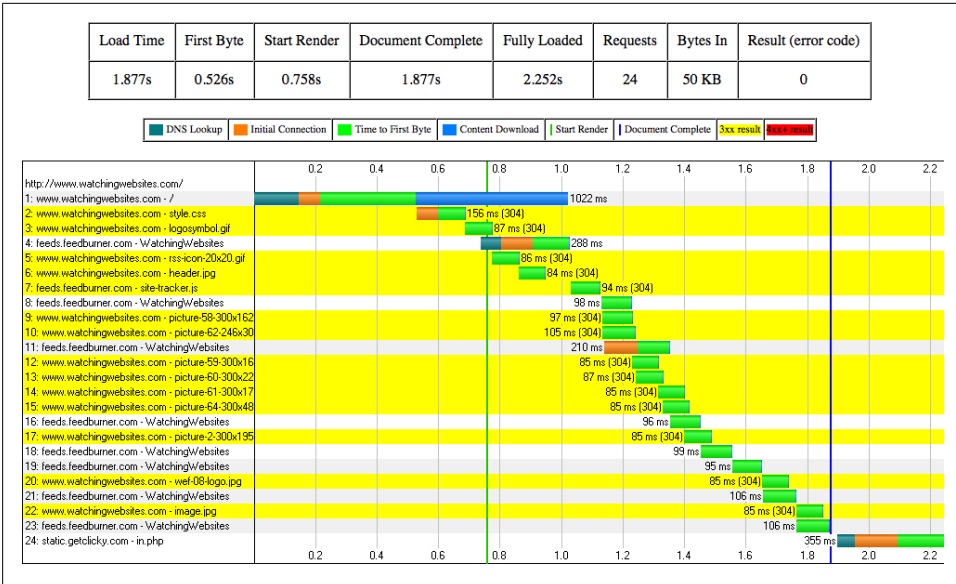 Load Time First Byte Start Render Document Complete Fully Loaded Requests Bytes In Result (error code)
1.877s 0.526s 0.758s 1.877s 2.252s 24 50 KB 0
DNS Lookup Initial Connection Time to First Byte Content Download Start Render Document Complete 3xx result 4xx+ result
0.2 0.4 0.6 0.8 1.0 1.2 1.4 1.6 1.8 2.0 2.2
http://www.watchingwebsites.com/
1: www.watchingwebsites.com - / 1022 ms
2: www.watchingwebsites.com - style.css 156 ms (304)
3: www.watchingwebsites.com - logosymbol.gif 87 ms (304)
4: feeds.feedburner.com - WatchingWebsites 288 ms
5: www.watchingwebsites.com - rss-icon-20x20.gif 86 ms (304)
6: www.watchingwebsites.com - header.jpg 84 ms (304)
7: feeds.feedburner.com - site-tracker.js 94 ms (304)
8: feeds.feedburner.com - WatchingWebsites 98 ms
9: www.watchingwebsites.com - picture-58-300x162 97 ms (304)
10: www.watchingwebsites.com - picture-62-246x30 105 ms (304)
11: feeds.feedburner.com - WatchingWebsites 210 ms
12: www.watchingwebsites.com - picture-59-300x16 85 ms (304)
13: www.watchingwebsites.com - picture-60-300x22 87 ms (304)
14: www.watchingwebsites.com - picture-61-300x17 85 ms (304)
15: www.watchingwebsites.com - picture-64-300x48 85 ms (304)
16: feeds.feedburner.com - WatchingWebsites 96 ms
17: www.watchingwebsites.com - picture-2-300x195 85 ms (304)
18: feeds.feedburner.com - WatchingWebsites 99 ms
19: feeds.feedburner.com - WatchingWebsites 95 ms
20: www.watchingwebsites.com - wef-08-logo.jpg 85 ms (304)
21: feeds.feedburner.com - WatchingWebsites 106 ms
22: www.watchingwebsites.com - image.jpg 85 ms (304)
23: feeds.feedburner.com - WatchingWebsites 106 ms
24: static.getclicky.com - in.php 355 ms
0.2 0.4 0.6 0.8 1.0 1.2 1.4 1.6 1.8 2.0 2.2